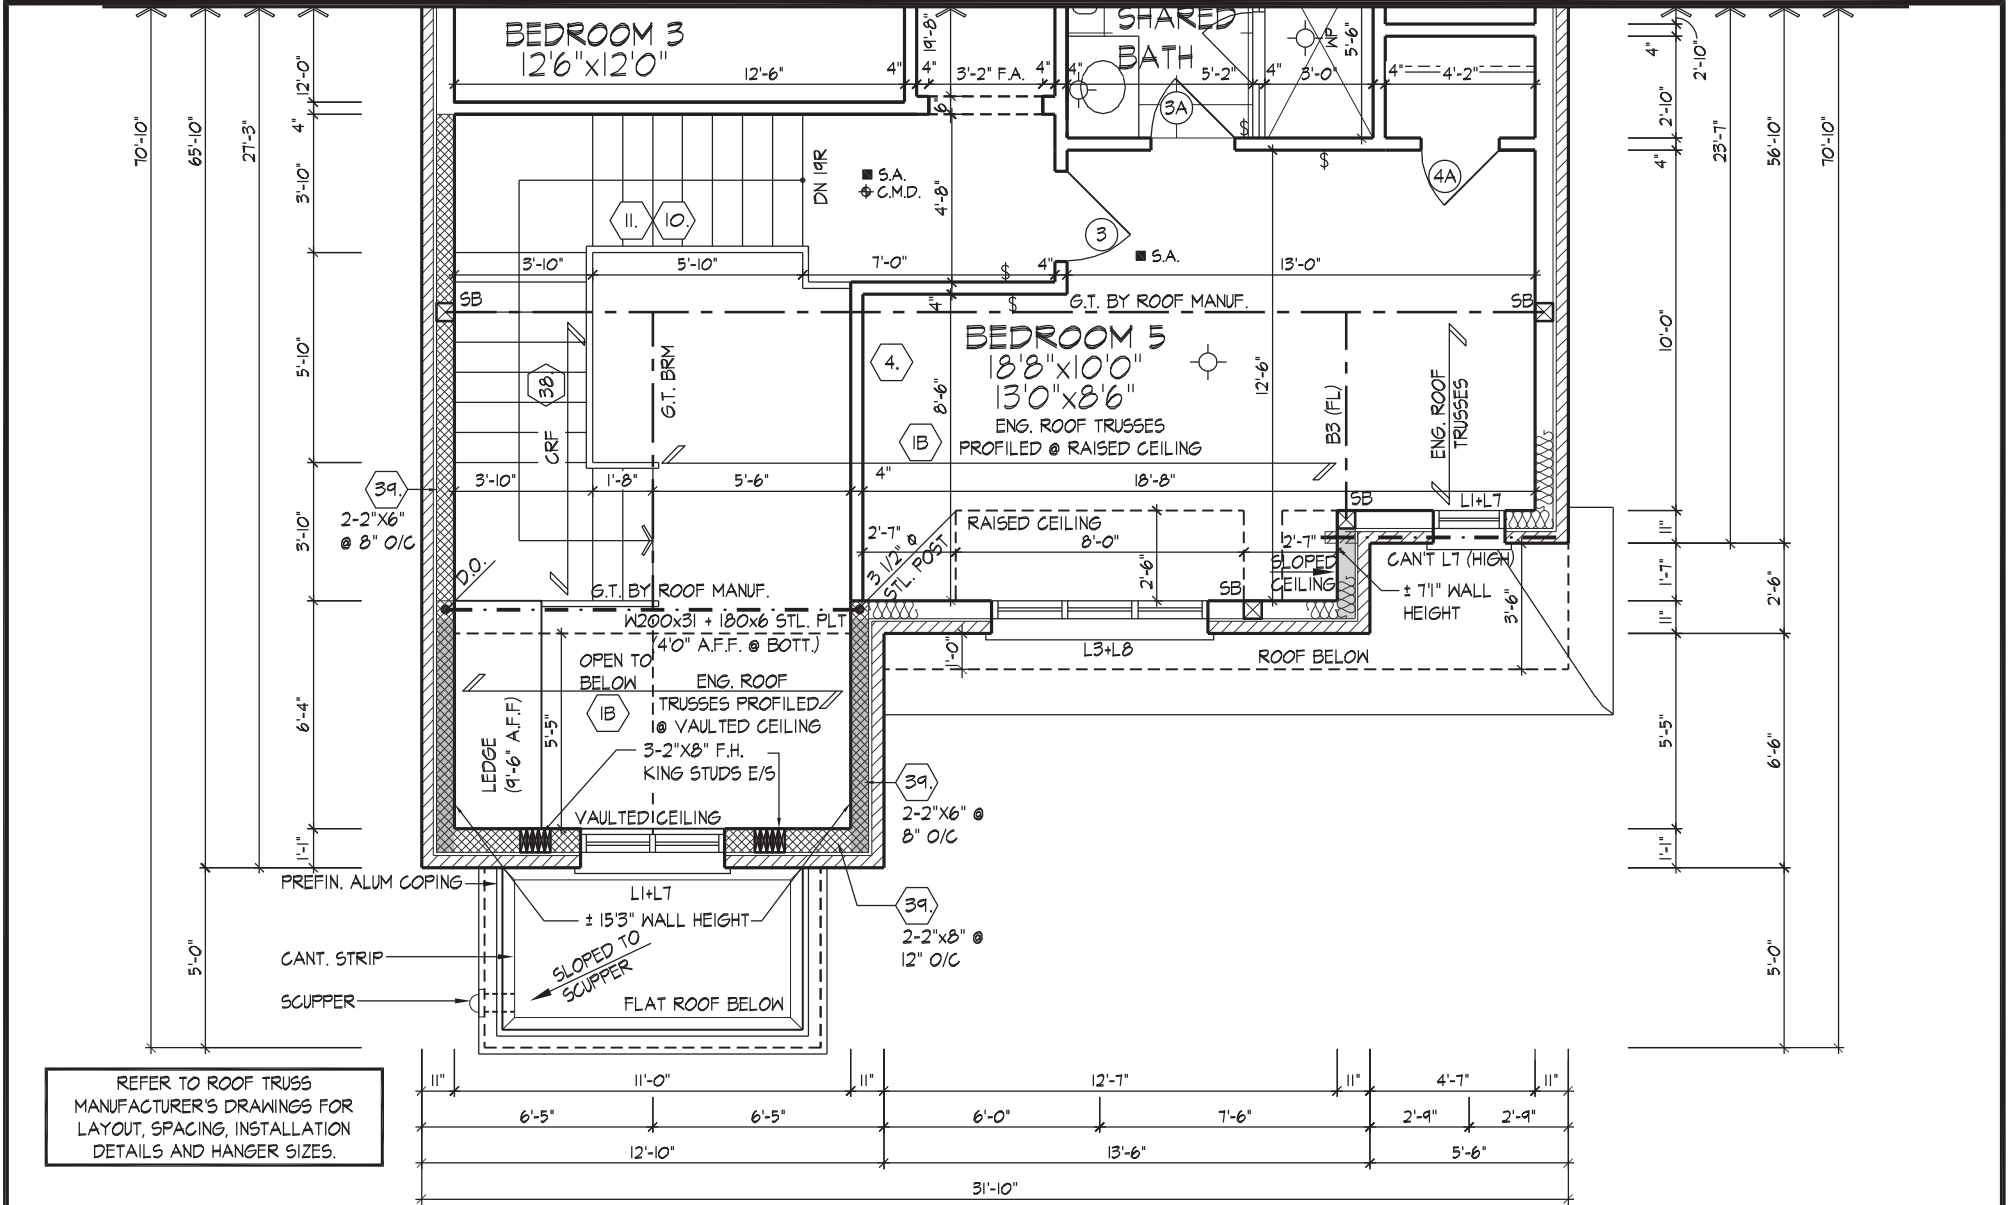 BEDROOM 3
12'6"x12'0"
SHARED
BATH
WP
5'-6"
19'-8"
12'-6"
4"
4"
3'-2" F.A.
4"
4"
5'-2"
4"
3'-0"
4"
4'-2"
6"
3A
$
$
4A
70'-10"
65'-10"
27'-3"
12'-0"
4"
3'-10"
5'-10"
3'-10"
6'-4"
1'-1"
5'-0"
4"
2'-10"
2'-10"
4"
23'-7"
56'-10"
70'-10"
10'-0"
11"
1'-7"
11"
2'-6"
5'-5"
6'-6"
1'-1"
5'-0"
DN 19R
S.A.
C.M.D.
4'-8"
11.
10.
3
S.A.
3'-10"
5'-10"
7'-0"
$
4"
13'-0"
SB
4"
$
G.T. BY ROOF MANUF.
SB
BEDROOM 5
18'8"x10'0"
13'0"x8'6"
ENG. ROOF TRUSSES
PROFILED @ RAISED CEILING
4.
1B
8'-6"
12'-6"
B3 (FL)
ENG. ROOF
TRUSSES
38.
CRF
G.T. BRM
39.
2-2"X6"
@ 8" O/C
3'-10"
1'-8"
5'-6"
4"
18'-8"
SB
L1+L7
RAISED CEILING
2'-7"
8'-0"
2'-7"
2'-6"
3 1/2" Φ
STL. POST
SLOPED
CEILING
SB
CAN'T L7 (HIGH)
± 7'1" WALL
HEIGHT
3'-6"
D.O.
G.T. BY ROOF MANUF.
W200x31 + 180x6 STL. PLT
4'0" A.F.F. @ BOTT.)
OPEN TO
BELOW
1B
ENG. ROOF
TRUSSES PROFILED
@ VAULTED CEILING
3-2"X8" F.H.
KING STUDS E/S
VAULTED CEILING
LEDGE
(9'-6" A.F.F)
5'-5"
1'-0"
L3+L8
ROOF BELOW
39.
2-2"X6" @
8" O/C
39.
2-2"x8" @
12" O/C
PREFIN. ALUM COPING
L1+L7
± 15'3" WALL HEIGHT
CANT. STRIP
SLOPED TO
SCUPPER
SCUPPER
FLAT ROOF BELOW
REFER TO ROOF TRUSS
MANUFACTURER'S DRAWINGS FOR
LAYOUT, SPACING, INSTALLATION
DETAILS AND HANGER SIZES.
11"
11'-0"
11"
12'-7"
11"
4'-7"
11"
6'-5"
6'-5"
6'-0"
7'-6"
2'-9"
2'-9"
12'-10"
13'-6"
5'-6"
31'-10"